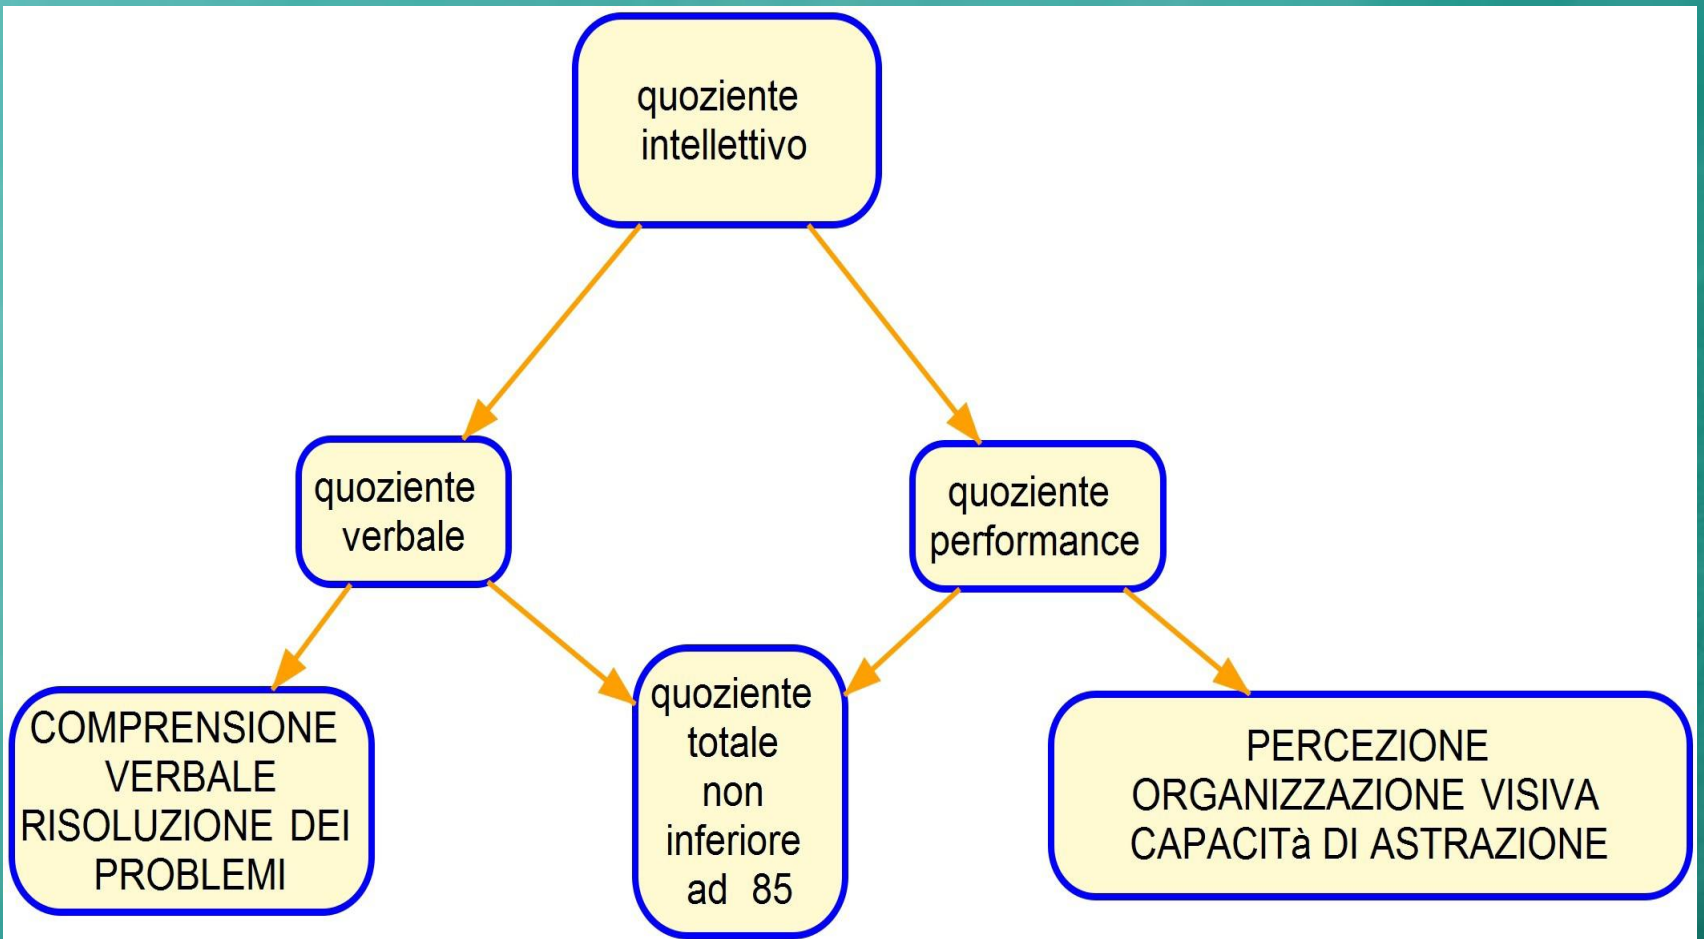 quoziente
intellettivo
quoziente
verbale
quoziente
performance
COMPRENSIONE
VERBALE
RISOLUZIONE DEI
PROBLEMI
quoziente
totale
non
inferiore
ad 85
PERCEZIONE
ORGANIZZAZIONE VISIVA
CAPACITà DI ASTRAZIONE